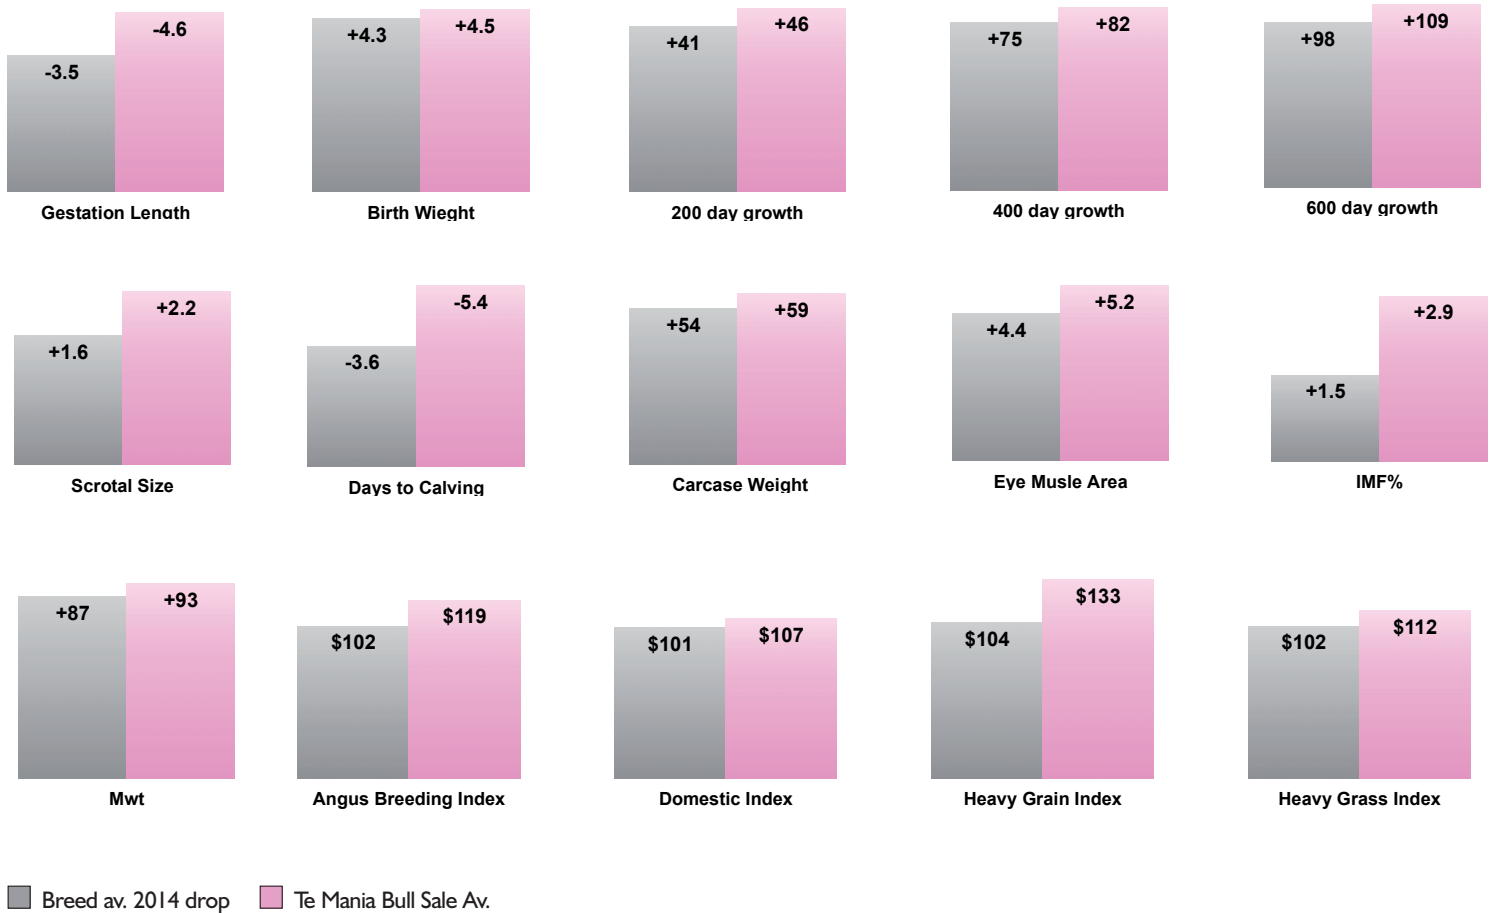 -3.5
-4.6
Gestation Length
+4.3
+4.5
Birth Wieght
+41
+46
200 day growth
+75
+82
400 day growth
+98
+109
600 day growth
+1.6
+2.2
Scrotal Size
-3.6
-5.4
Days to Calving
+54
+59
Carcase Weight
+4.4
+5.2
Eye Musle Area
+1.5
+2.9
IMF%
+87
+93
Mwt
$102
$119
Angus Breeding Index
$101
$107
Domestic Index
$104
$133
Heavy Grain Index
$102
$112
Heavy Grass Index
Breed av. 2014 drop
Te Mania Bull Sale Av.